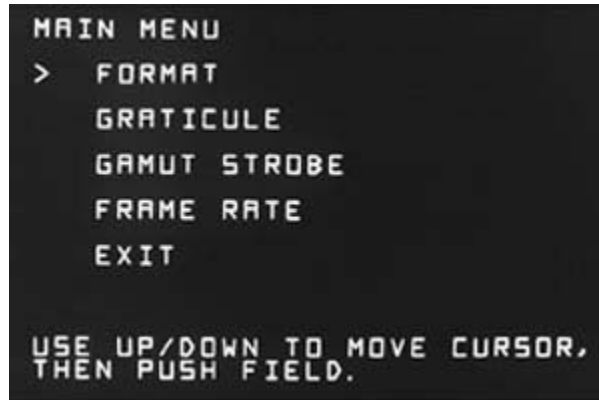 MAIN MENU
> FORMAT
GRATICULE
GAMUT STROBE
FRAME RATE
EXIT
USE UP/DOWN TO MOVE CURSOR,
THEN PUSH FIELD.